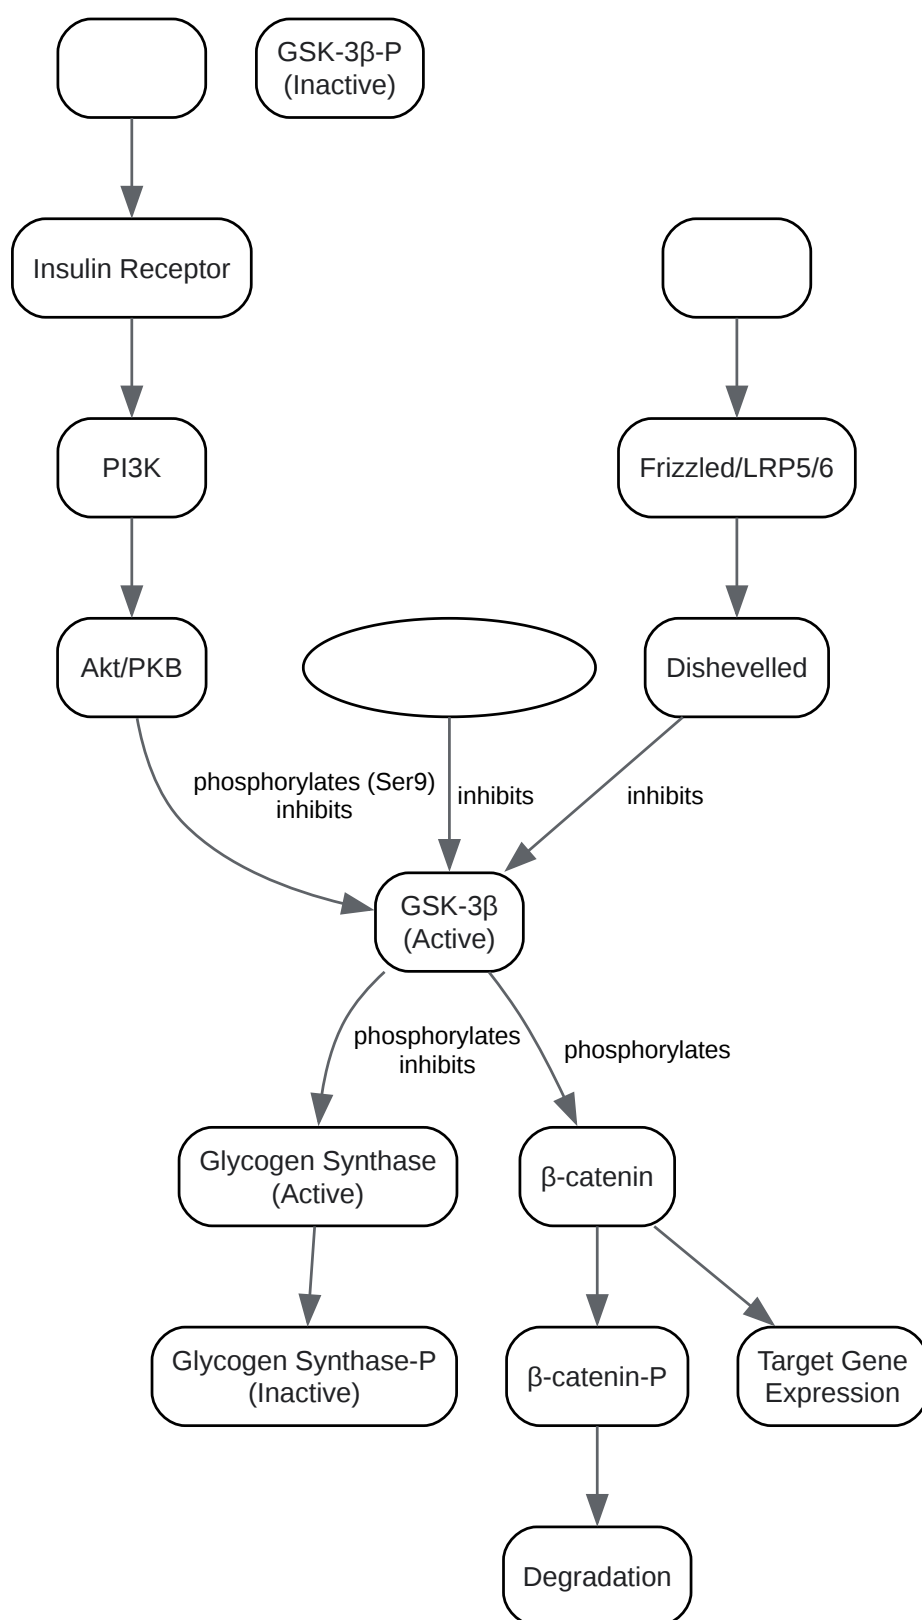 GSK-3β-P
(Inactive)
Insulin Receptor
PI3K
Frizzled/LRP5/6
Akt/PKB
Dishevelled
phosphorylates (Ser9)
inhibits
inhibits
inhibits
GSK-3β
(Active)
phosphorylates
inhibits
phosphorylates
Glycogen Synthase
(Active)
β-catenin
Glycogen Synthase-P
(Inactive)
β-catenin-P
Target Gene
Expression
Degradation